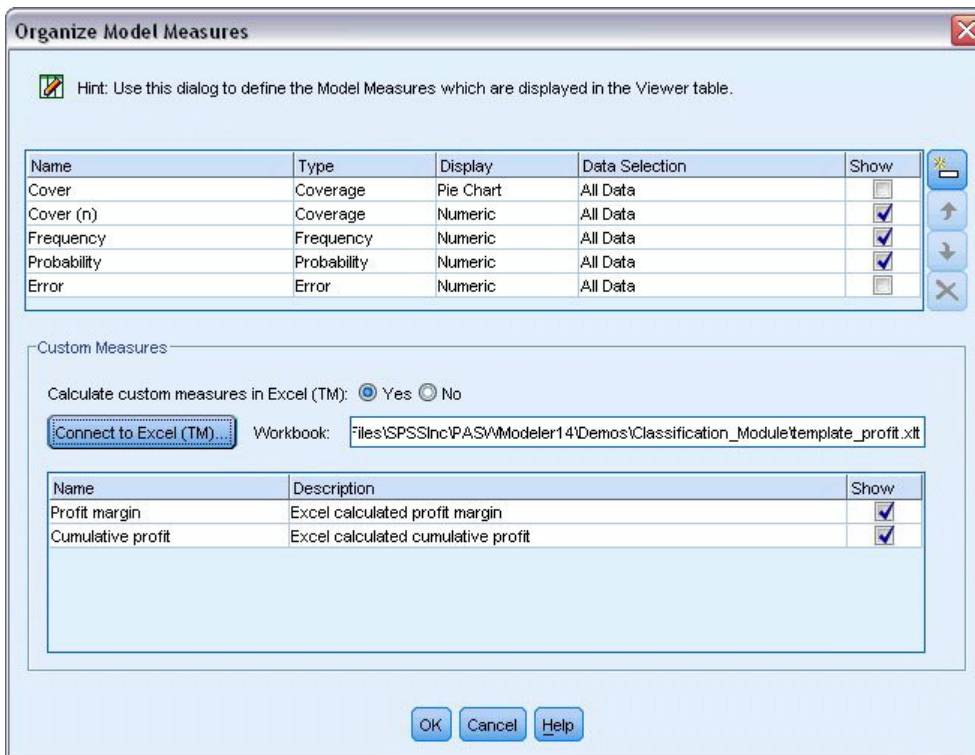 Organize Model Measures
Hint: Use this dialog to define the Model Measures which are displayed in the Viewer table.
Name Type Display Data Selection Show
Cover Coverage Pie Chart All Data
Cover (n) Coverage Numeric All Data
Frequency Frequency Numeric All Data
Probability Probability Numeric All Data
Error Error Numeric All Data
Custom Measures
Calculate custom measures in Excel (TM): Yes No
Connect to Excel (TM)... Workbook: Files\SPSSInc\PASWModeler14\Demos\Classification_Module\template_profit.xlt
Name Description Show
Profit margin Excel calculated profit margin
Cumulative profit Excel calculated cumulative profit
OK Cancel Help